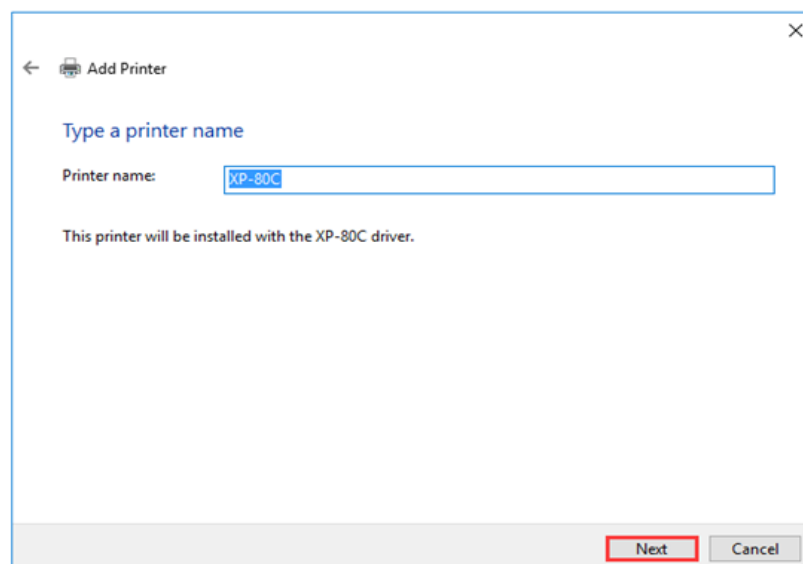 Add Printer
Type a printer name
Printer name: XP-80C
This printer will be installed with the XP-80C driver.
Next Cancel